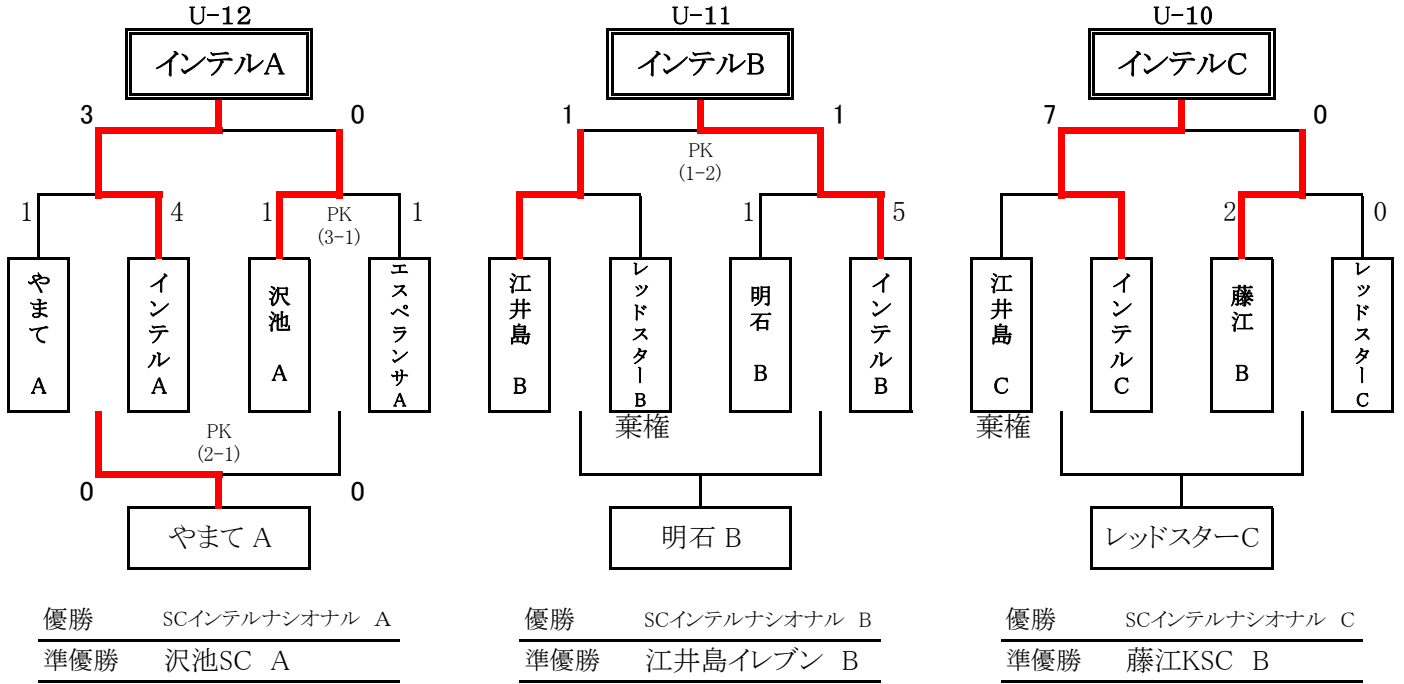 U-12 U-11 U-10
インテルA インテルB インテルC
3 0 1 1 7 0
PK
(1-2)
1 4 1 PK 1 1 5 2 0
(3-1)
やまて A
インテルA
沢池 A
エスペランサA
江井島 B
レッドスターB
明石 B
インテルB
江井島 C
インテルC
藤江 B
レッドスターC
棄権 棄権
PK
(2-1)
0 0
やまて A 明石 B レッドスターC
優勝 SCインテルナシオナル A 優勝 SCインテルナシオナル B 優勝 SCインテルナシオナル C
準優勝 沢池SC A 準優勝 江井島イレブン B 準優勝 藤江KSC B